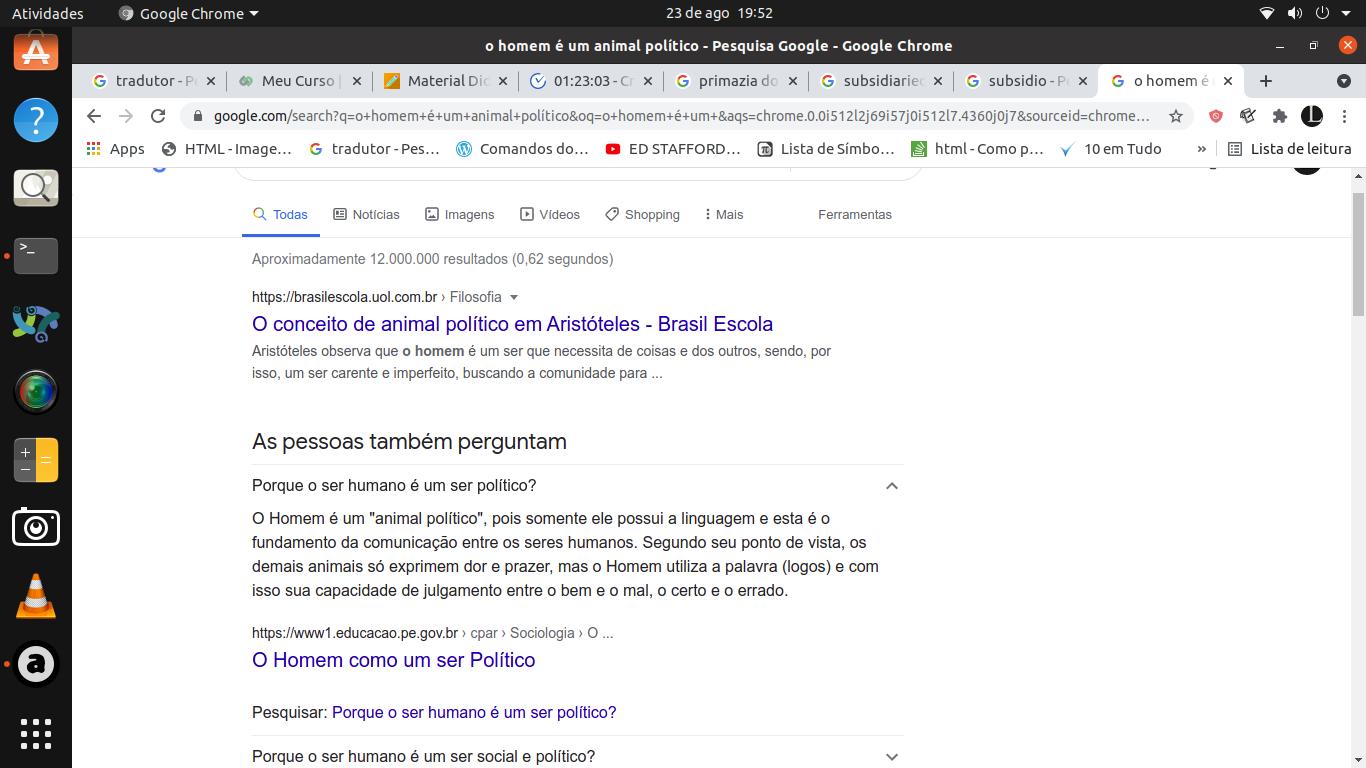 Atividades
Google Chrome
23 de ago 19:52
o homem é um animal político - Pesquisa Google - Google Chrome
tradutor - Pe
Meu Curso |
Material Did
01:23:03 - Cr
primazia do
subsidiaried
subsidio - Pe
o homem é u
google.com/search?q=o+homem+é+um+animal+político&oq=o+homem+é+um+&aqs=chrome.0.0i512l2j69i57j0i512l7.4360j0j7&sourceid=chrome...
Apps
HTML - Image…
tradutor - Pes…
Comandos do…
ED STAFFORD…
Lista de Símbo…
html - Como p…
10 em Tudo
»
Lista de leitura
Todas
Notícias
Imagens
Vídeos
Shopping
Mais
Ferramentas
Aproximadamente 12.000.000 resultados (0,62 segundos)
https://brasilescola.uol.com.br › Filosofia
O conceito de animal político em Aristóteles - Brasil Escola
Aristóteles observa que o homem é um ser que necessita de coisas e dos outros, sendo, por
isso, um ser carente e imperfeito, buscando a comunidade para ...
As pessoas também perguntam
Porque o ser humano é um ser político?
O Homem é um "animal político", pois somente ele possui a linguagem e esta é o
fundamento da comunicação entre os seres humanos. Segundo seu ponto de vista, os
demais animais só exprimem dor e prazer, mas o Homem utiliza a palavra (logos) e com
isso sua capacidade de julgamento entre o bem e o mal, o certo e o errado.
https://www1.educacao.pe.gov.br › cpar › Sociologia › O ...
O Homem como um ser Político
Pesquisar: Porque o ser humano é um ser político?
Porque o ser humano é um ser social e político?